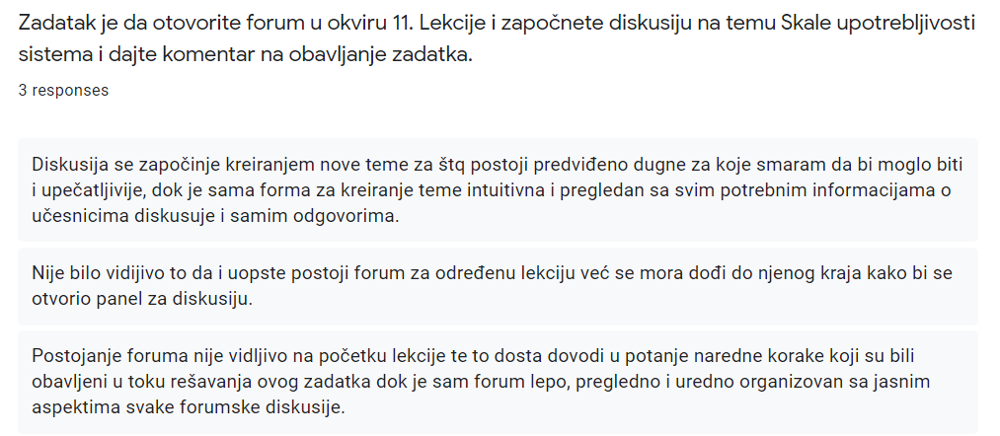 Zadatak je da otovorite forum u okviru 11. Lekcije i započnete diskusiju na temu Skale upotrebljivosti
sistema i dajte komentar na obavljanje zadatka.
3 responses
Diskusija se započinje kreiranjem nove teme za štq postoji predviđeno dugne za koje smaram da bi moglo biti
i upečatljivije, dok je sama forma za kreiranje teme intuitivna i pregledan sa svim potrebnim informacijama o
učesnicima diskusuje i samim odgovorima.
Nije bilo vidijivo to da i uopste postoji forum za određenu lekciju već se mora dođi do njenog kraja kako bi se
otvorio panel za diskusiju.
Postojanje foruma nije vidljivo na početku lekcije te to dosta dovodi u potanje naredne korake koji su bili
obavljeni u toku rešavanja ovog zadatka dok je sam forum lepo, pregledno i uredno organizovan sa jasnim
aspektima svake forumske diskusije.